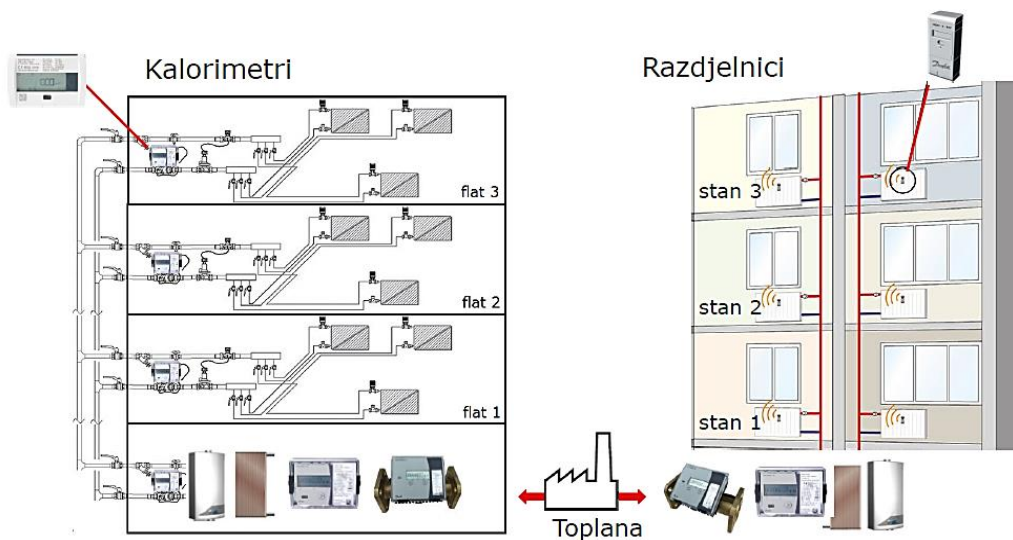 Kalorimetri
Razdjelnici
flat 3
stan 3
flat 2
stan 2
flat 1
stan 1
Toplana